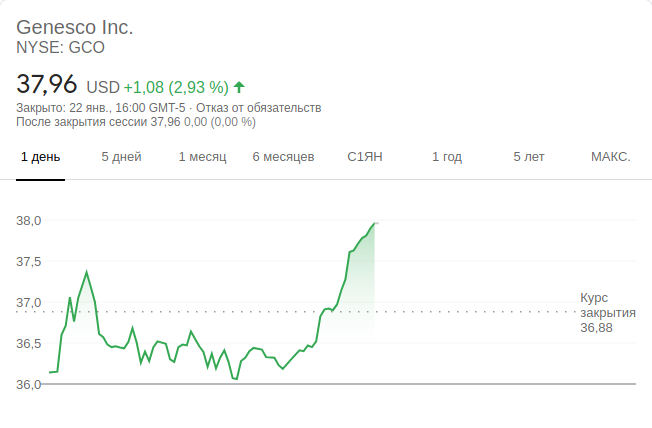 Genesco Inc.
NYSE: GCO
37,96 USD +1,08 (2,93 %)
Закрыто: 22 янв., 16:00 GMT-5 · Отказ от обязательств
После закрытия сессии 37,96 0,00 (0,00 %)
1 день 5 дней 1 месяц 6 месяцев С1ЯН 1 год 5 лет МАКС.
38,0
37,5
37,0
36,5
36,0
Курс
закрытия
36,88